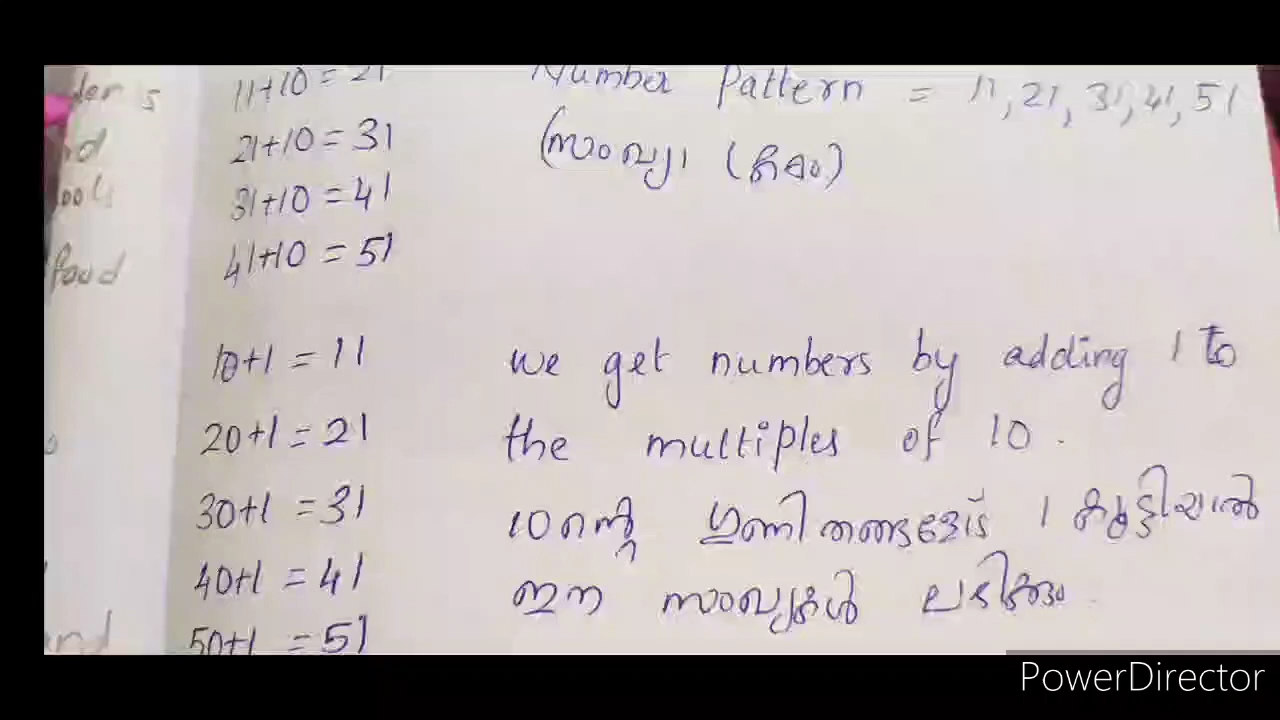 11+10 = 21
21+10 = 31
31+10 = 41
41+10 = 51
10+1 = 11
20+1 = 21
30+1 = 31
40+1 = 41
50+1 = 51
Number Pattern = 11, 21, 31, 41, 51
(സംഖ്യാ ക്രമം)
we get numbers by adding 1 to
the multiples of 10.
10ന്റെ ഗുണിതങ്ങളോട് 1 കൂട്ടിയാൽ
ഈ സംഖ്യകൾ ലഭിക്കും.
food
PowerDirector